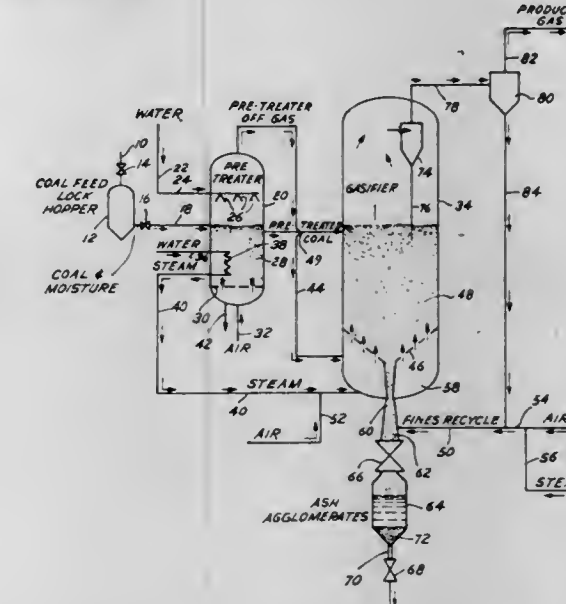 PRODUC
GAS
82
80
78
PRE-TREATER
OFF GAS
WATER
10
14
22
24
PRE
TREATER
26
20
74
GASIFIER
34
84
COAL FEED
LOCK
HOPPER
12
16
18
76
PRE-TREATER
COAL
49
WATER
38
28
STEAM
COAL &
MOISTURE
40
30
42
32
AIR
44
48
46
58
STEAM
40
52
AIR
60
FINES RECYCLE
50
54
AIR
56
STE
62
66
ASH
AGGLOMERATES
64
72
70
68